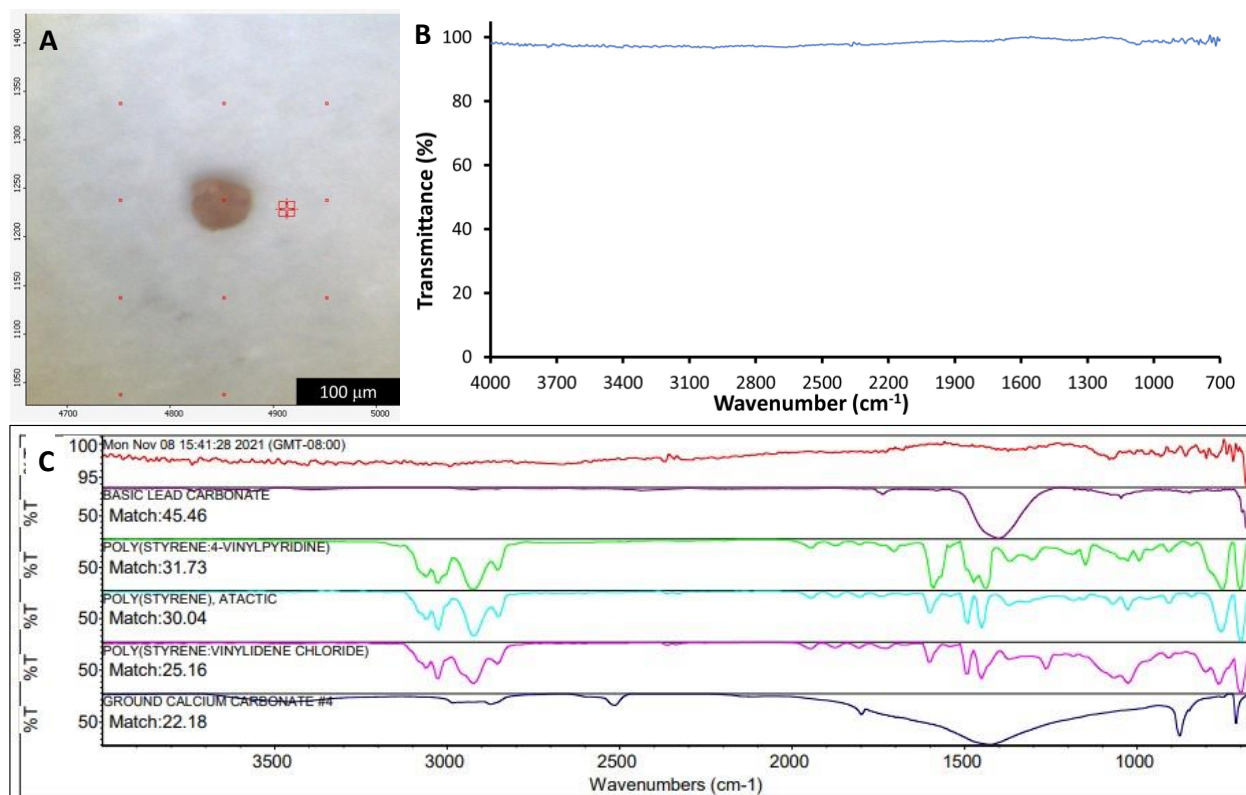 A
1400
1350
1300
1250
1200
1150
1100
1050
4700
4800
4900
5000
100 μm
B
100
80
60
40
20
0
Transmittance (%)
4000 3700 3400 3100 2800 2500 2200 1900 1600 1300 1000 700
Wavenumber (cm-1)
C
100
95
Mon Nov 08 15:41:28 2021 (GMT-08:00)
%T
50
BASIC LEAD CARBONATE
Match:45.46
%T
50
POLY(STYRENE:4-VINYLPYRIDINE)
Match:31.73
%T
50
POLY(STYRENE), ATACTIC
Match:30.04
%T
50
POLY(STYRENE:VINYLIDENE CHLORIDE)
Match:25.16
%T
50
GROUND CALCIUM CARBONATE #4
Match:22.18
%T
3500 3000 2500 2000 1500 1000
Wavenumbers (cm-1)